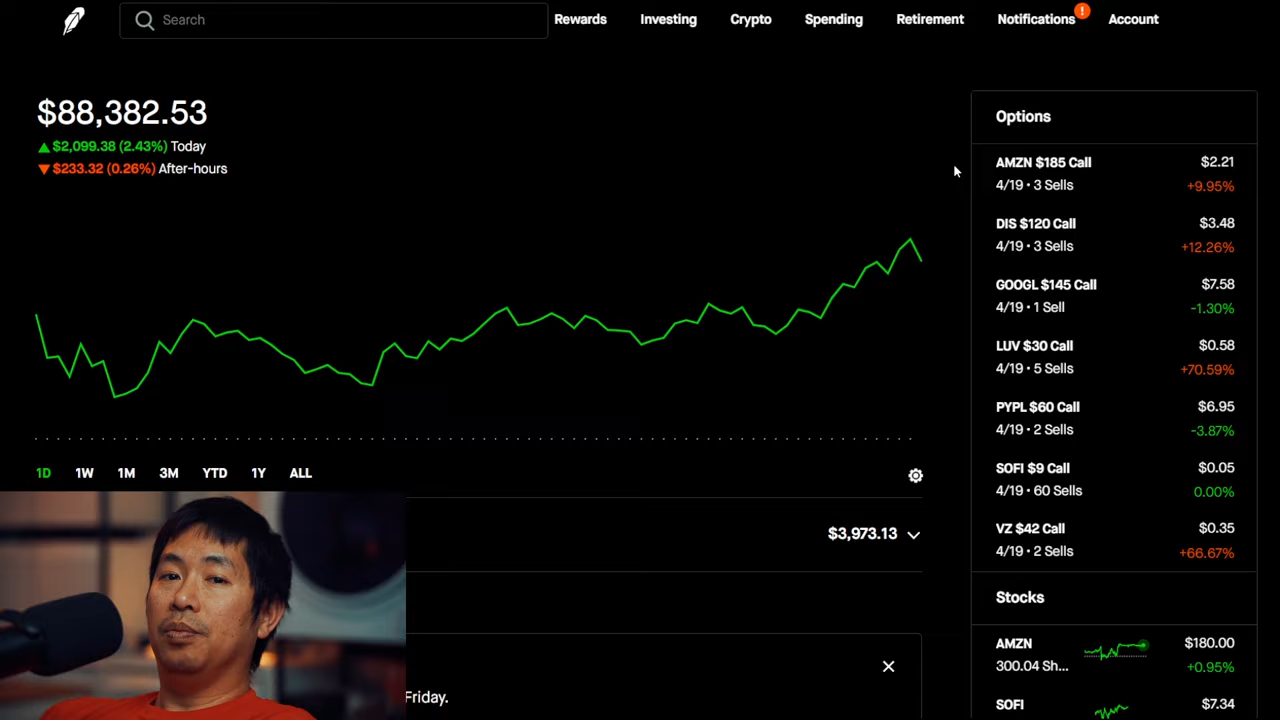 Search
Rewards
Investing
Crypto
Spending
Retirement
Notifications
!
Account
$88,382.53
$2,099.38 (2.43%) Today
$233.32 (0.26%) After-hours
1D
1W
1M
3M
YTD
1Y
ALL
$3,973.13
Friday.
Options
AMZN $185 Call
$2.21
4/19 • 3 Sells
+9.95%
DIS $120 Call
$3.48
4/19 • 3 Sells
+12.26%
GOOGL $145 Call
$7.58
4/19 • 1 Sell
-1.30%
LUV $30 Call
$0.58
4/19 • 5 Sells
+70.59%
PYPL $60 Call
$6.95
4/19 • 2 Sells
-3.87%
SOFI $9 Call
$0.05
4/19 • 60 Sells
0.00%
VZ $42 Call
$0.35
4/19 • 2 Sells
+66.67%
Stocks
AMZN
$180.00
300.04 Sh...
+0.95%
SOFI
$7.34